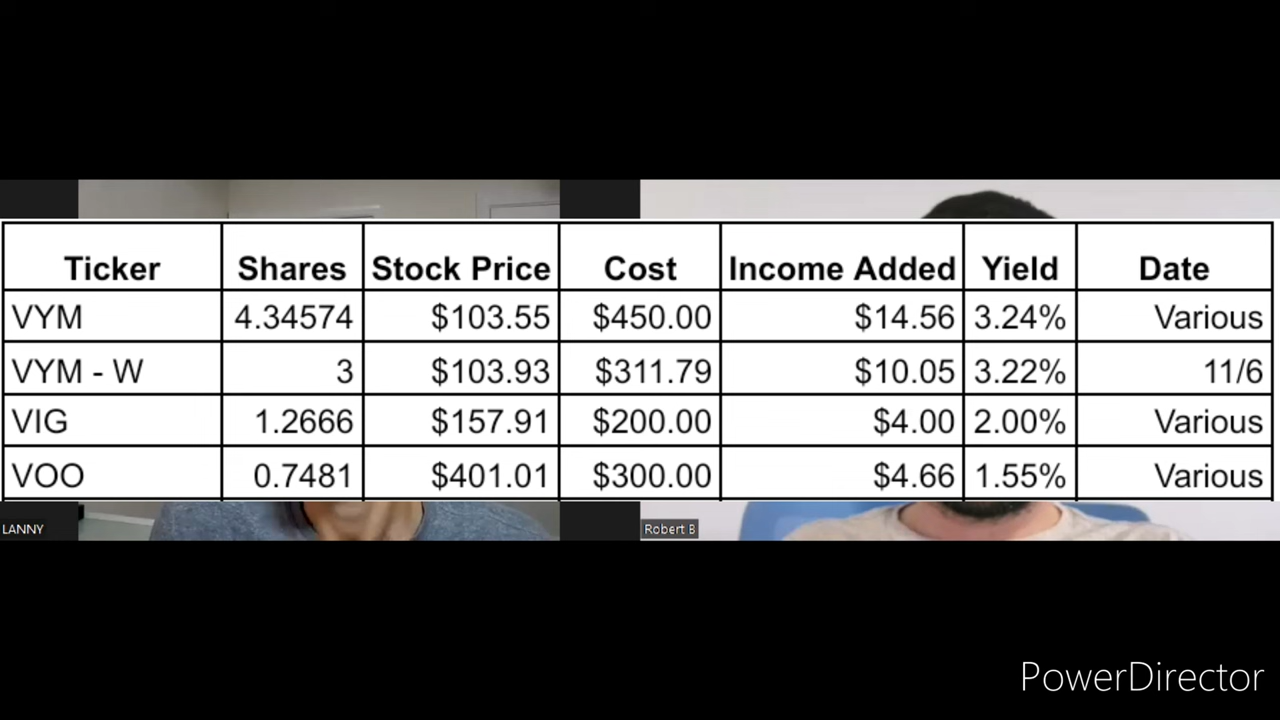 Ticker Shares Stock Price Cost Income Added Yield Date
VYM 4.34574 $103.55 $450.00 $14.56 3.24% Various
VYM - W 3 $103.93 $311.79 $10.05 3.22% 11/6
VIG 1.2666 $157.91 $200.00 $4.00 2.00% Various
VOO 0.7481 $401.01 $300.00 $4.66 1.55% Various
LANNY
Robert B
PowerDirector